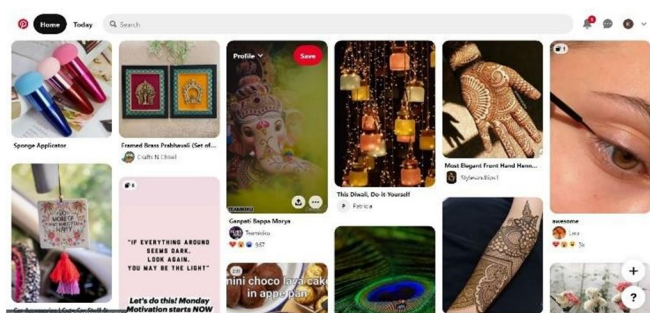 Home
Today
Search
Profile
Save
Sponge Applicator
Framed Brass Prabhavali (Set of...
Crafts N Chisel
"IF EVERYTHING AROUND
SEEMS DARK.
LOOK AGAIN.
YOU MAY BE THE LIGHT"
Let's do this! Monday
Motivation starts NOW
Ganpati Bappa Morya
967
mini choco lava cake
in appe pan
This Diwali, Do it Yourself
P
Patricia
Most Elegant Front Hand Henn...
1
awesome
+
?